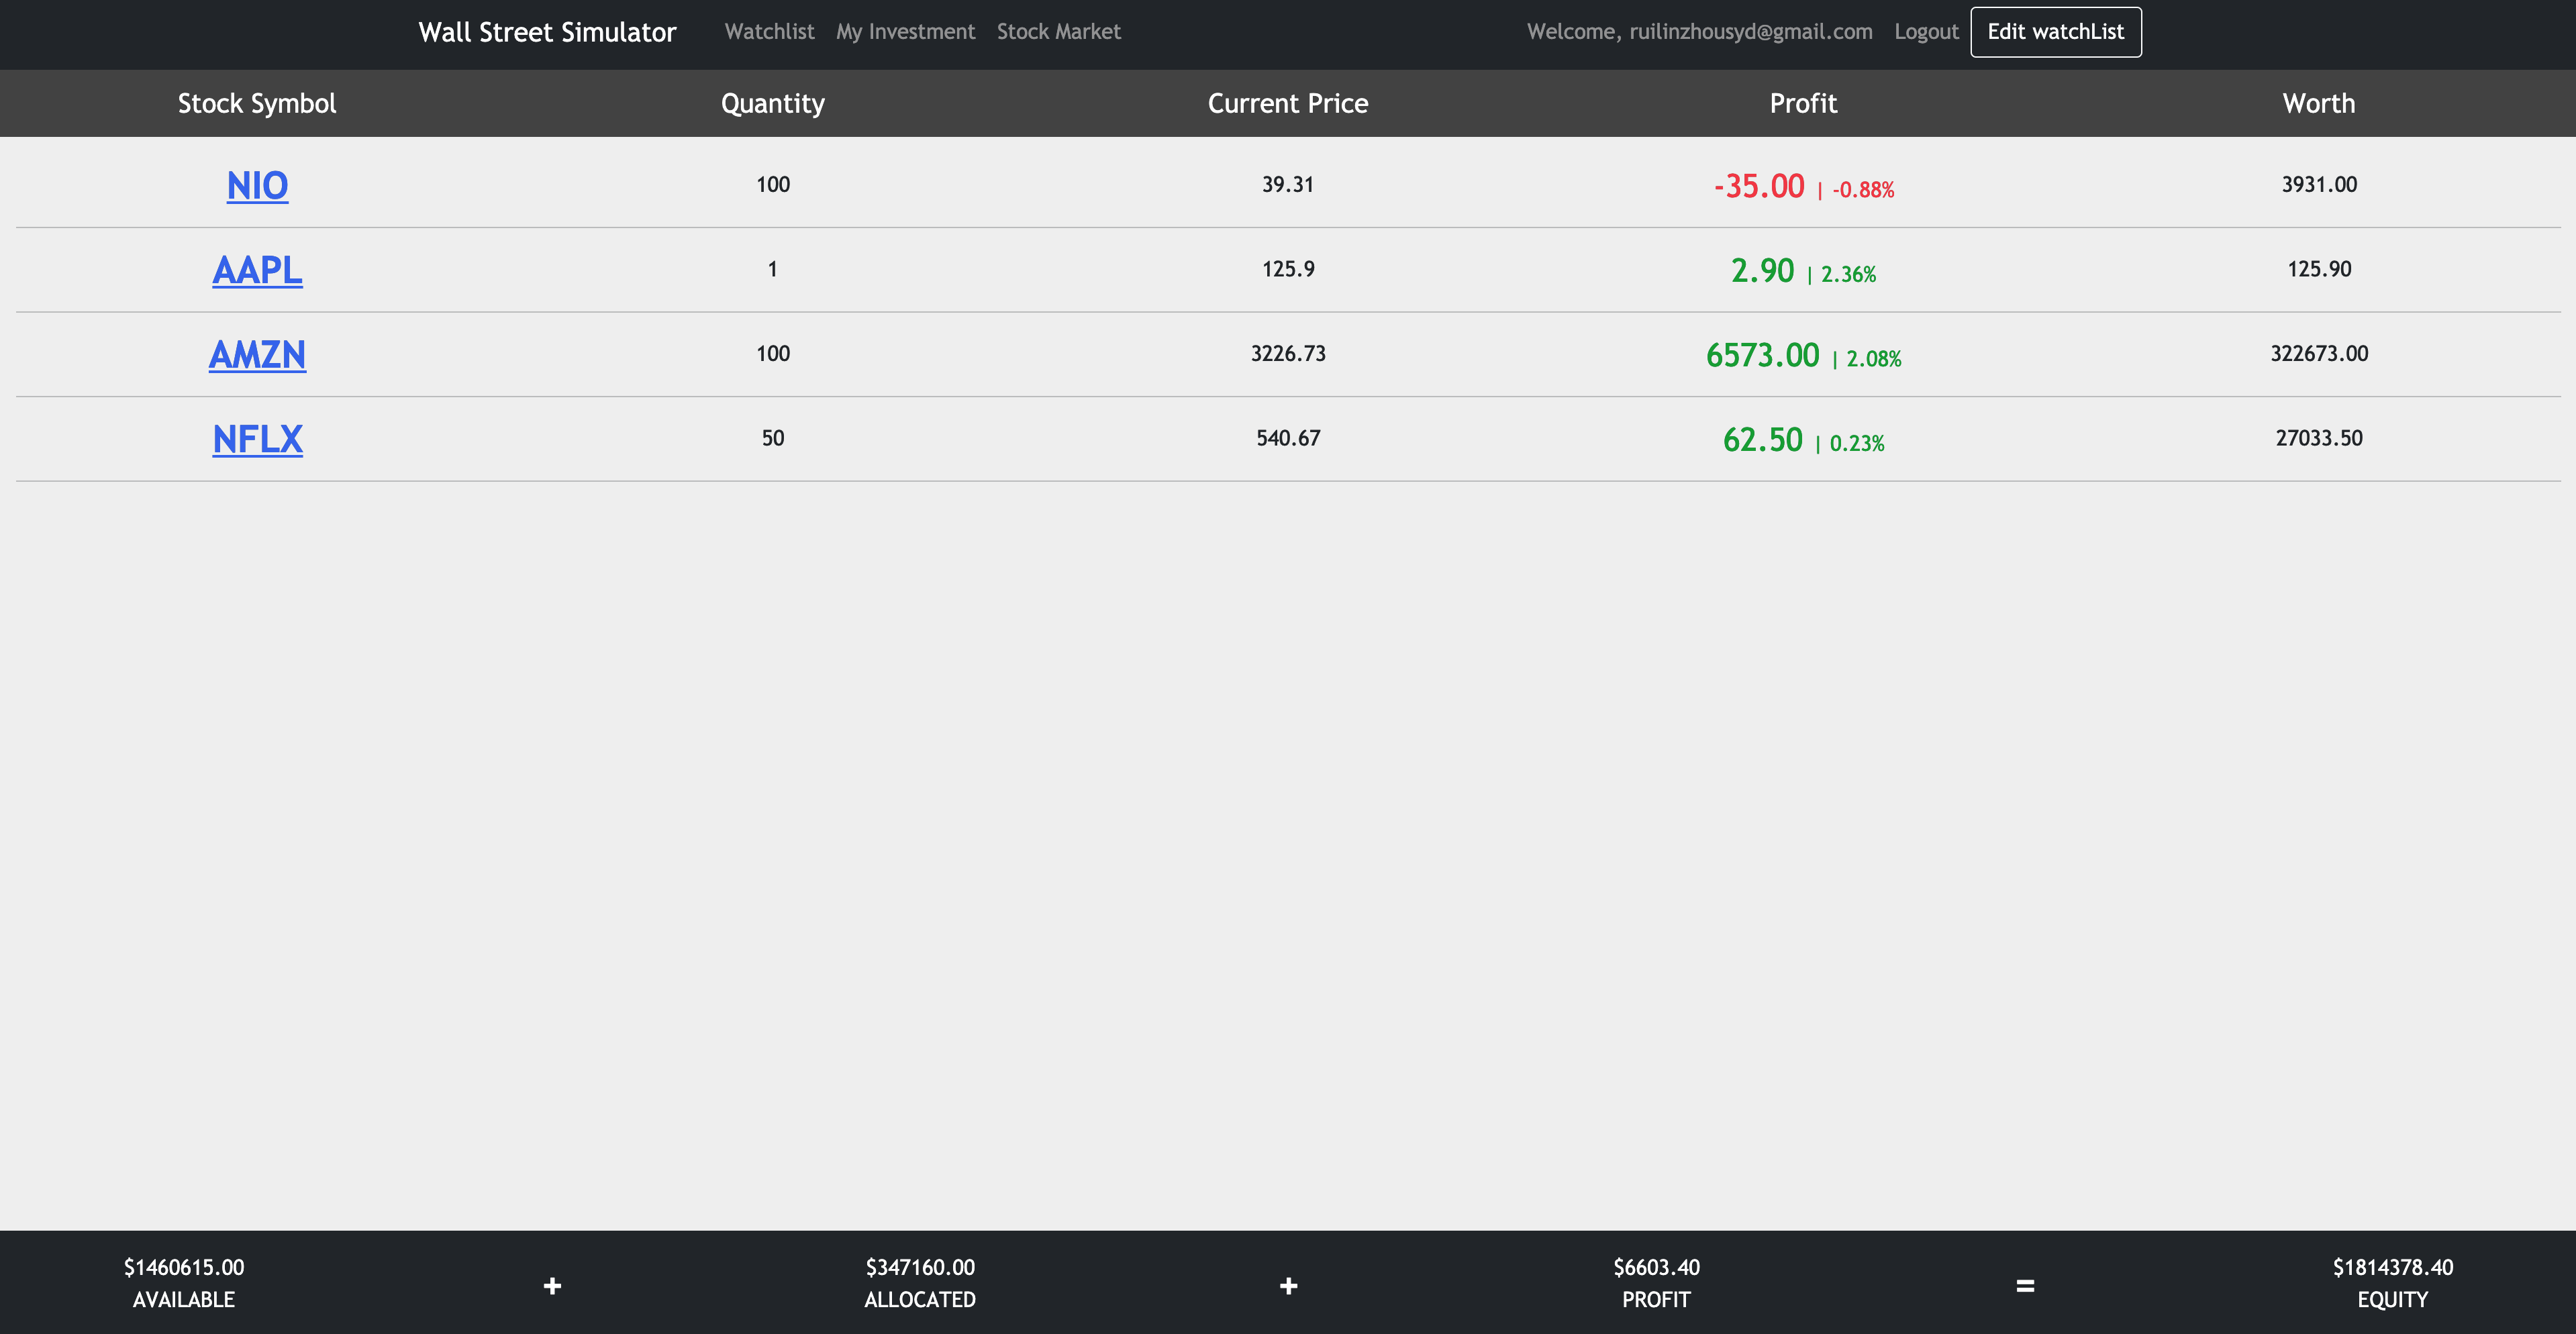 Wall Street Simulator Watchlist My Investment Stock Market Welcome, ruilinzhousyd@gmail.com Logout Edit watchList
Stock Symbol Quantity Current Price Profit Worth
NIO 100 39.31 -35.00 | -0.88% 3931.00
AAPL 1 125.9 2.90 | 2.36% 125.90
AMZN 100 3226.73 6573.00 | 2.08% 322673.00
NFLX 50 540.67 62.50 | 0.23% 27033.50
$1460615.00 + $347160.00 + $6603.40 = $1814378.40
AVAILABLE ALLOCATED PROFIT EQUITY